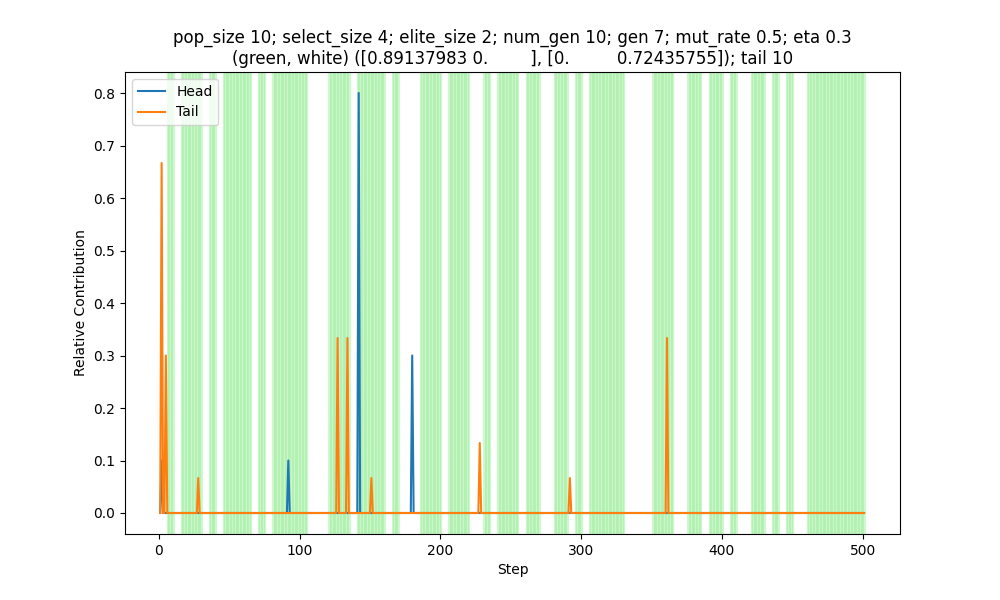 pop_size 10; select_size 4; elite_size 2; num_gen 10; gen 7; mut_rate 0.5; eta 0.3
(green, white) ([0.89137983 0.        ], [0.         0.72435755]); tail 10
Head
Tail
0.8
0.7
0.6
0.5
0.4
0.3
0.2
0.1
0.0
Relative Contribution
0 100 200 300 400 500
Step